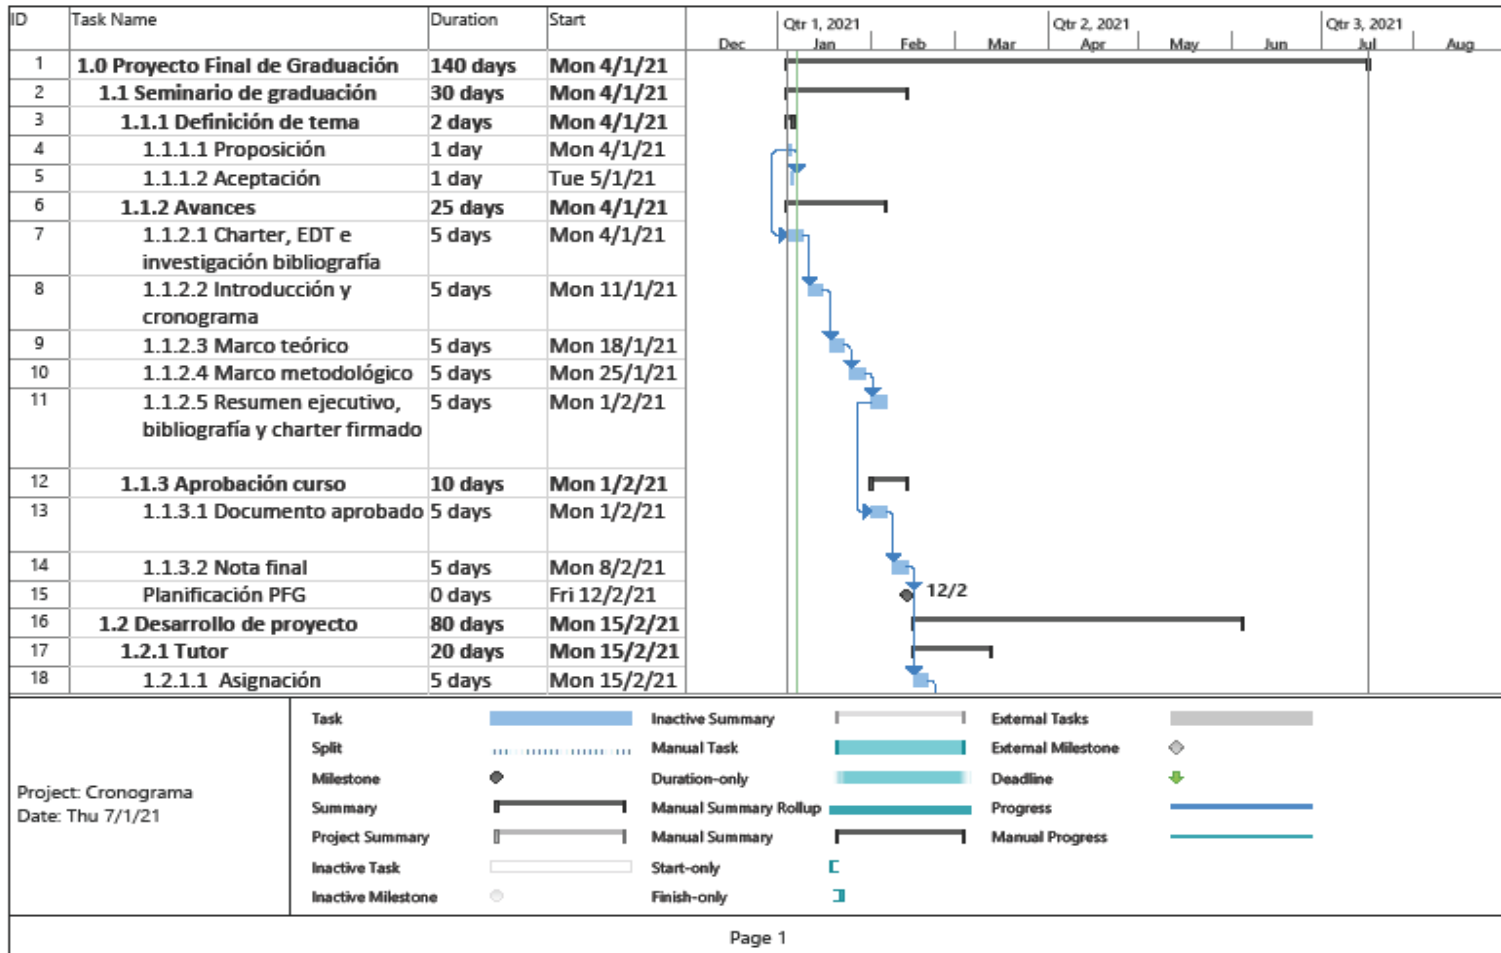 ID Task Name Duration Start
Qtr 1, 2021 Qtr 2, 2021 Qtr 3, 2021
Dec Jan Feb Mar Apr May Jun Jul Aug
1 1.0 Proyecto Final de Graduación 140 days Mon 4/1/21
2 1.1 Seminario de graduación 30 days Mon 4/1/21
3 1.1.1 Definición de tema 2 days Mon 4/1/21
4 1.1.1.1 Proposición 1 day Mon 4/1/21
5 1.1.1.2 Aceptación 1 day Tue 5/1/21
6 1.1.2 Avances 25 days Mon 4/1/21
7 1.1.2.1 Charter, EDT e 5 days Mon 4/1/21
investigación bibliografía
8 1.1.2.2 Introducción y 5 days Mon 11/1/21
cronograma
9 1.1.2.3 Marco teórico 5 days Mon 18/1/21
10 1.1.2.4 Marco metodológico 5 days Mon 25/1/21
11 1.1.2.5 Resumen ejecutivo, 5 days Mon 1/2/21
bibliografía y charter firmado
12 1.1.3 Aprobación curso 10 days Mon 1/2/21
13 1.1.3.1 Documento aprobado 5 days Mon 1/2/21
14 1.1.3.2 Nota final 5 days Mon 8/2/21
15 Planificación PFG 0 days Fri 12/2/21 12/2
16 1.2 Desarrollo de proyecto 80 days Mon 15/2/21
17 1.2.1 Tutor 20 days Mon 15/2/21
18 1.2.1.1 Asignación 5 days Mon 15/2/21
Project: Cronograma
Date: Thu 7/1/21
Task Inactive Summary External Tasks
Split Manual Task External Milestone
Milestone Duration-only Deadline
Summary Manual Summary Rollup Progress
Project Summary Manual Summary Manual Progress
Inactive Task Start-only
Inactive Milestone Finish-only
Page 1